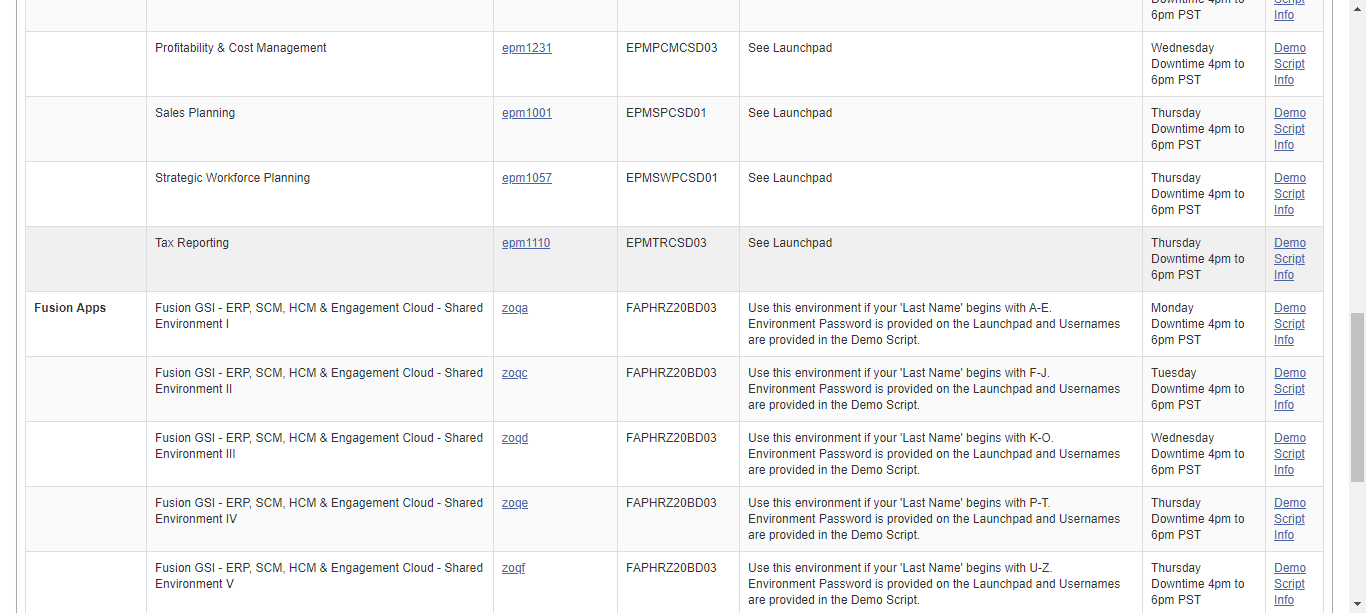 Downtime 4pm to
Script
6pm PST
Info
Profitability & Cost Management
epm1231
EPMPCMCSD03
See Launchpad
Wednesday
Downtime 4pm to
6pm PST
Demo
Script
Info
Sales Planning
epm1001
EPMSPCSD01
See Launchpad
Thursday
Downtime 4pm to
6pm PST
Demo
Script
Info
Strategic Workforce Planning
epm1057
EPMSWPCSD01
See Launchpad
Thursday
Downtime 4pm to
6pm PST
Demo
Script
Info
Tax Reporting
epm1110
EPMTRCSD03
See Launchpad
Thursday
Downtime 4pm to
6pm PST
Demo
Script
Info
Fusion Apps
Fusion GSI - ERP, SCM, HCM & Engagement Cloud - Shared
Environment I
zoqa
FAPHRZ20BD03
Use this environment if your 'Last Name' begins with A-E.
Environment Password is provided on the Launchpad and Usernames
are provided in the Demo Script.
Monday
Downtime 4pm to
6pm PST
Demo
Script
Info
Fusion GSI - ERP, SCM, HCM & Engagement Cloud - Shared
Environment II
zoqc
FAPHRZ20BD03
Use this environment if your 'Last Name' begins with F-J.
Environment Password is provided on the Launchpad and Usernames
are provided in the Demo Script.
Tuesday
Downtime 4pm to
6pm PST
Demo
Script
Info
Fusion GSI - ERP, SCM, HCM & Engagement Cloud - Shared
Environment III
zoqd
FAPHRZ20BD03
Use this environment if your 'Last Name' begins with K-O.
Environment Password is provided on the Launchpad and Usernames
are provided in the Demo Script.
Wednesday
Downtime 4pm to
6pm PST
Demo
Script
Info
Fusion GSI - ERP, SCM, HCM & Engagement Cloud - Shared
Environment IV
zoqe
FAPHRZ20BD03
Use this environment if your 'Last Name' begins with P-T.
Environment Password is provided on the Launchpad and Usernames
are provided in the Demo Script.
Thursday
Downtime 4pm to
6pm PST
Demo
Script
Info
Fusion GSI - ERP, SCM, HCM & Engagement Cloud - Shared
Environment V
zoqf
FAPHRZ20BD03
Use this environment if your 'Last Name' begins with U-Z.
Environment Password is provided on the Launchpad and Usernames
are provided in the Demo Script.
Thursday
Downtime 4pm to
6pm PST
Demo
Script
Info